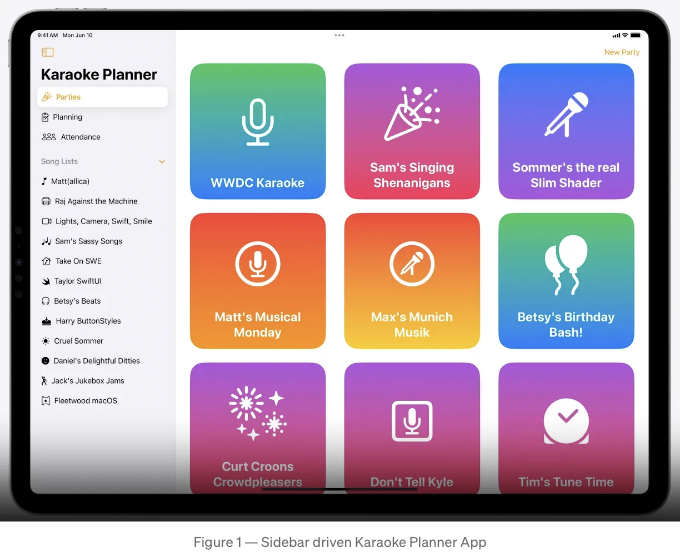 9:41 AM Mon Jun 10
Karaoke Planner
Parties
Planning
Attendance
Song Lists
Matt(allica)
Raj Against the Machine
Lights, Camera, Swift, Smile
Sam's Sassy Songs
Take On SWE
Taylor SwiftUI
Betsy's Beats
Harry ButtonStyles
Cruel Sommer
Daniel's Delightful Ditties
Jack's Jukebox Jams
Fleetwood macOS
New Party
WWDC Karaoke
Sam's Singing
Shenanigans
Sommer's the real
Slim Shader
Matt's Musical
Monday
Max's Munich
Musik
Betsy's Birthday
Bash!
Curt Croons
Crowdpleasers
Don't Tell Kyle
Tim's Tune Time
Figure 1 — Sidebar driven Karaoke Planner App